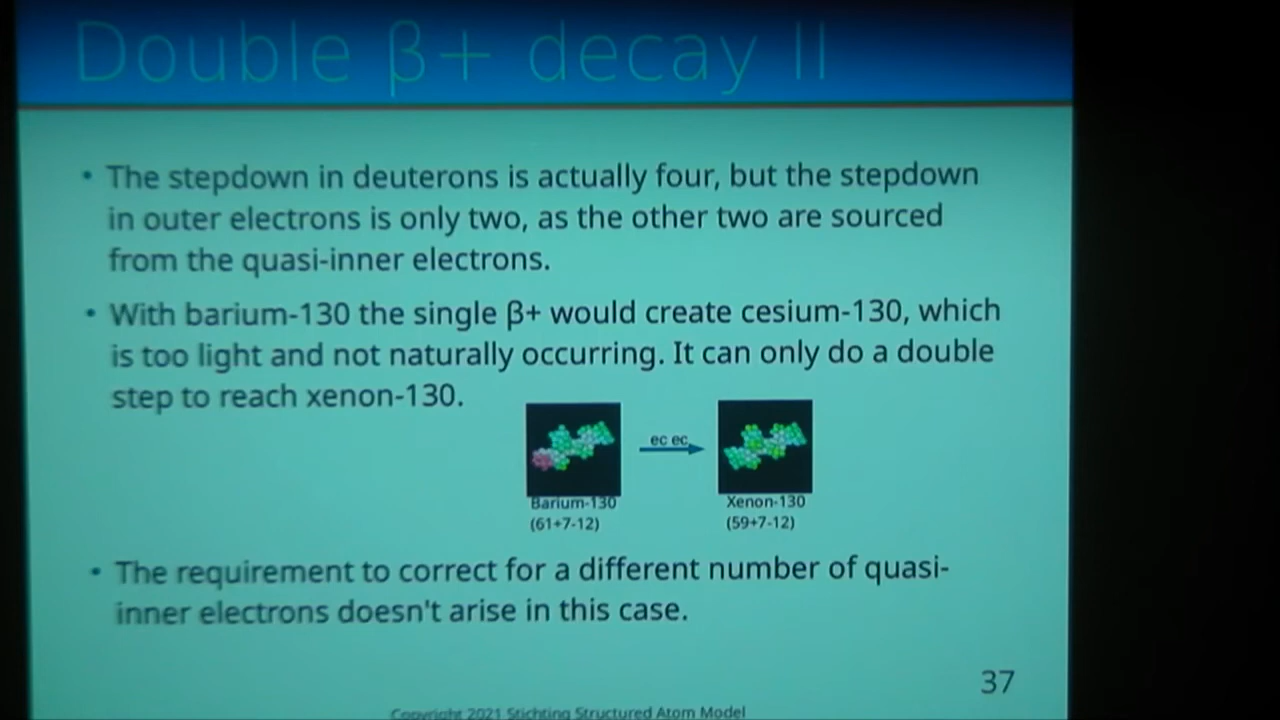 Double β+ decay II
• The stepdown in deuterons is actually four, but the stepdown
in outer electrons is only two, as the other two are sourced
from the quasi-inner electrons.
• With barium-130 the single β+ would create cesium-130, which
is too light and not naturally occurring. It can only do a double
step to reach xenon-130.
ec ec
Barium-130
(61+7-12)
Xenon-130
(59+7-12)
• The requirement to correct for a different number of quasi-
inner electrons doesn't arise in this case.
37
Copyright 2021 Stichting Structured Atom Model